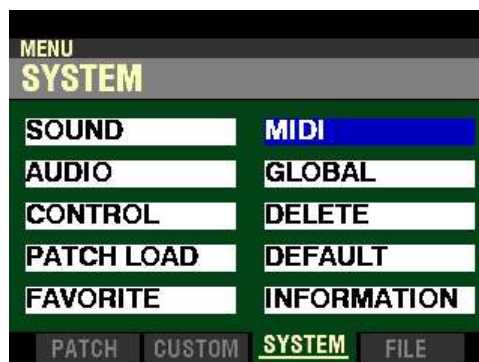 MENU
SYSTEM
SOUND MIDI
AUDIO GLOBAL
CONTROL DELETE
PATCH LOAD DEFAULT
FAVORITE INFORMATION
PATCH CUSTOM SYSTEM FILE